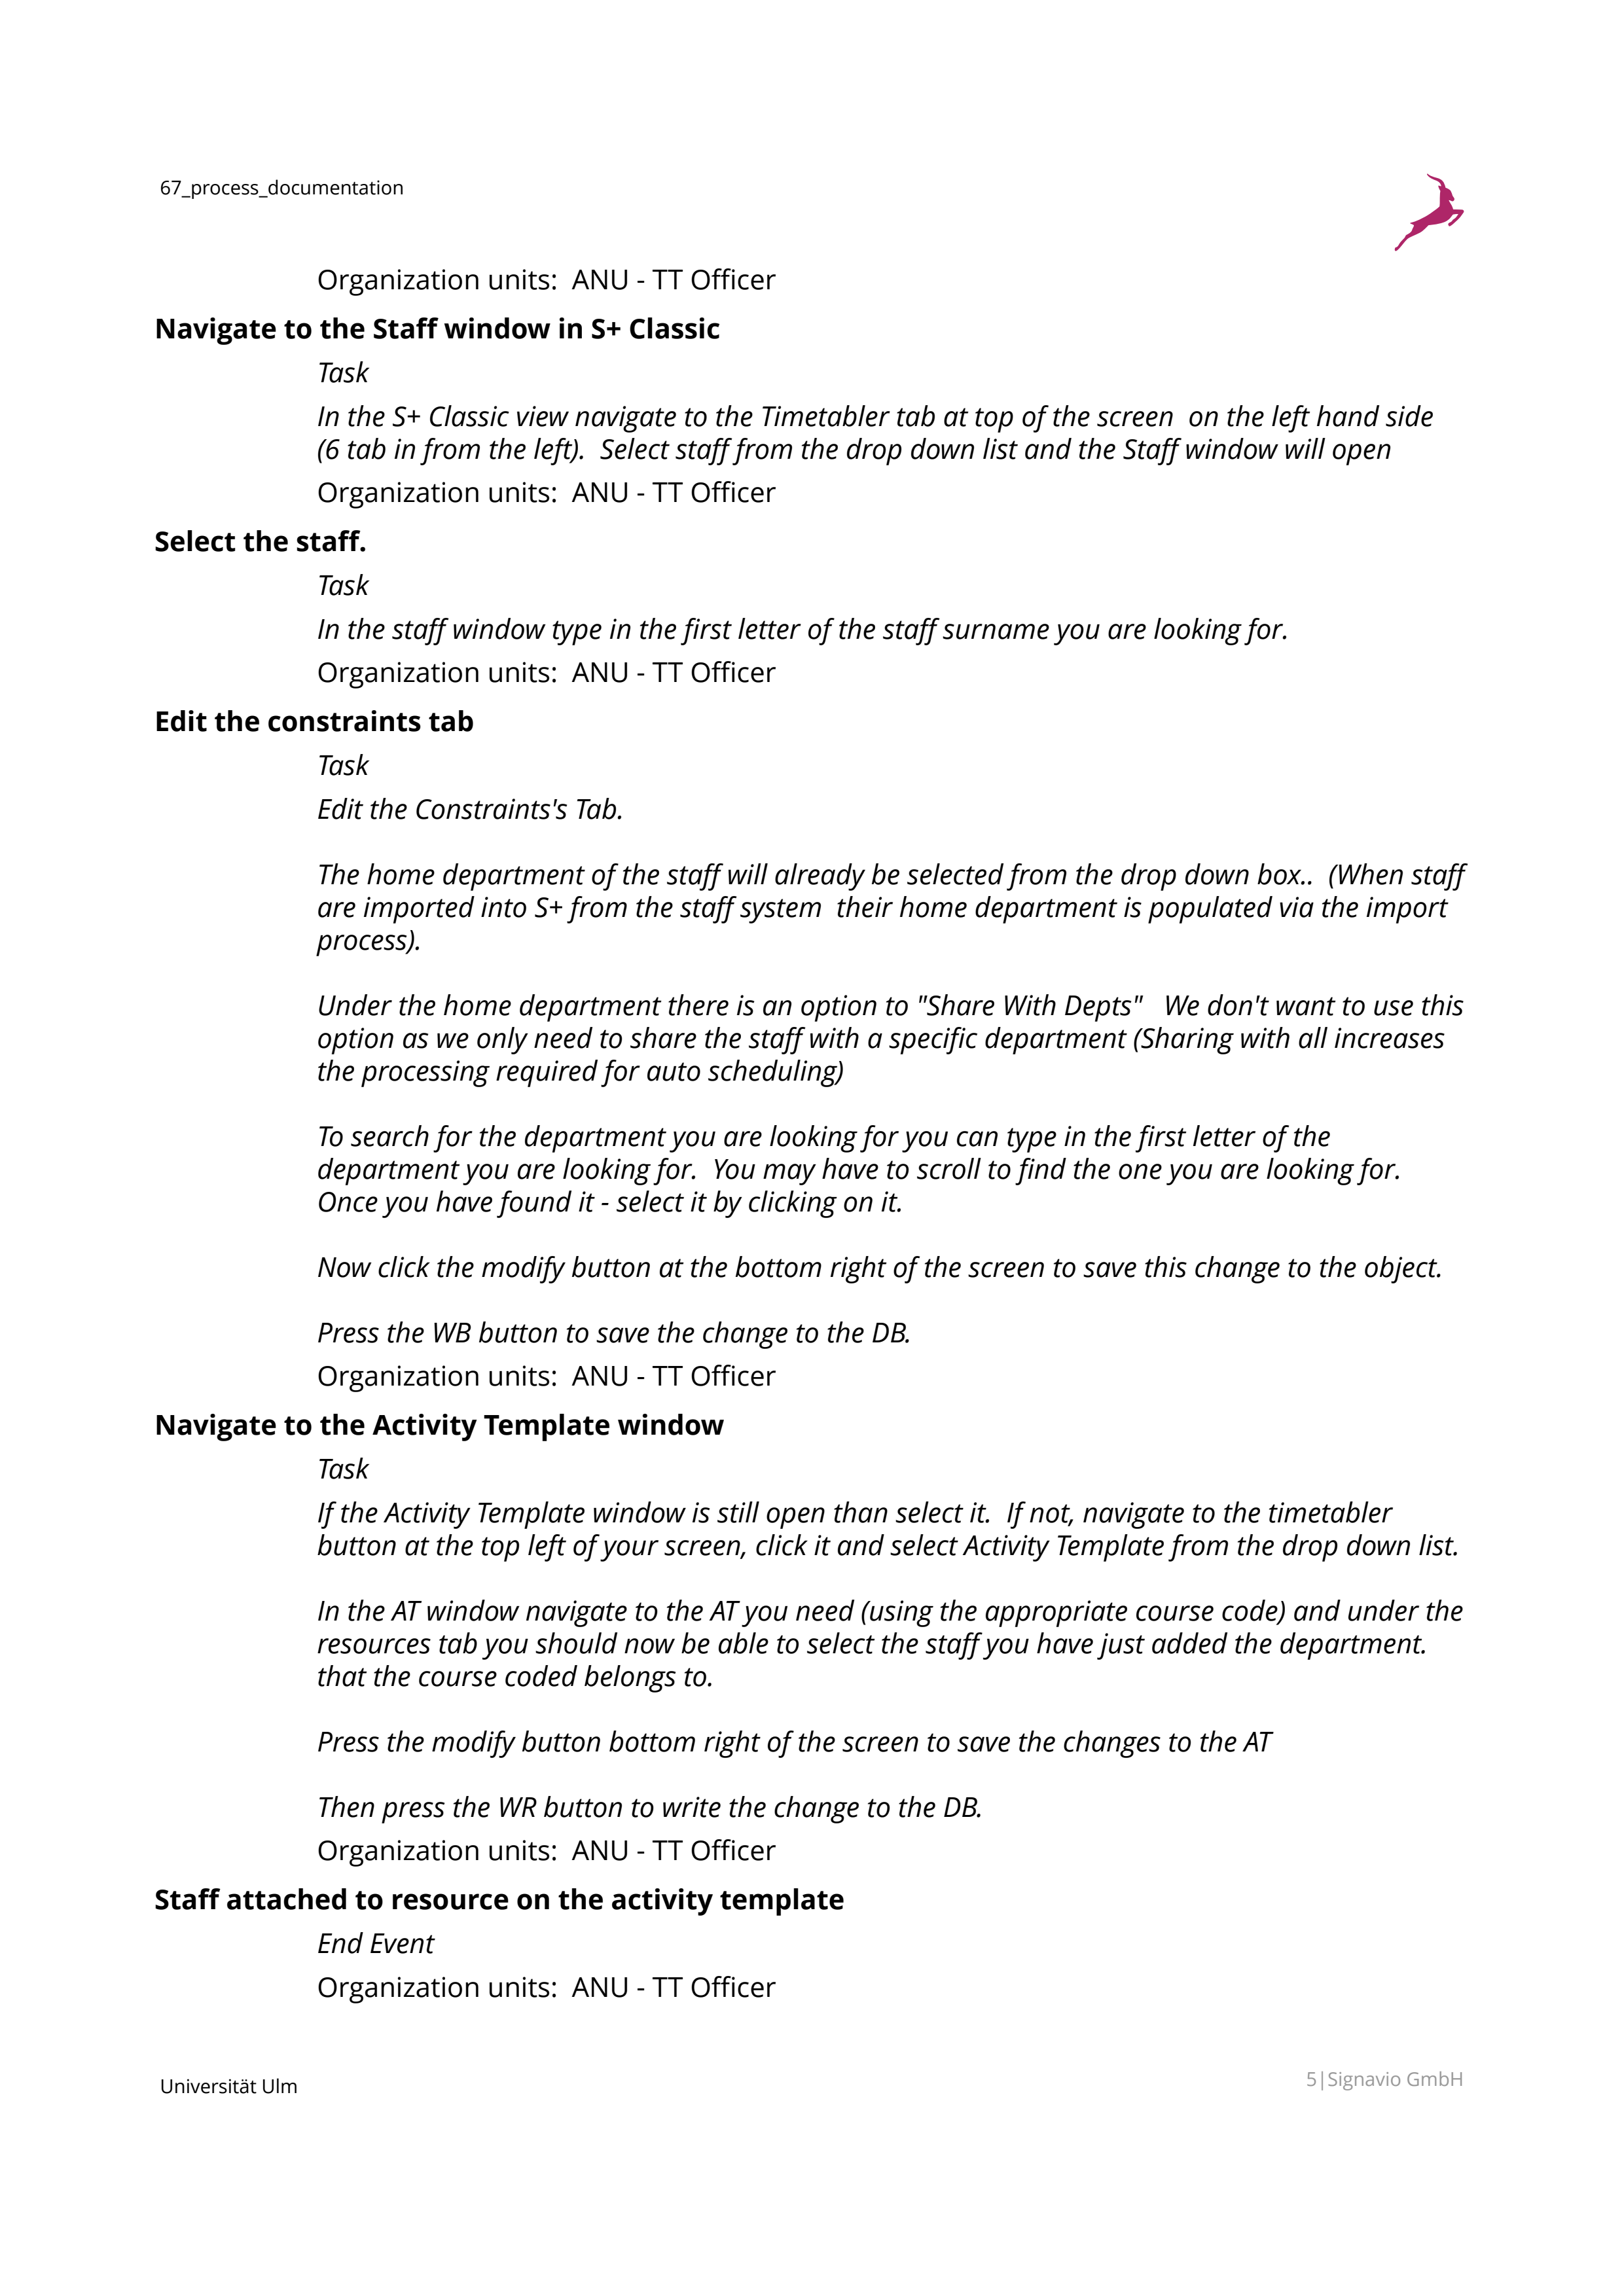 67_process_documentation
Organization units:  ANU - TT Officer
Navigate to the Staff window in S+ Classic
Task
In the S+ Classic view navigate to the Timetabler tab at top of the screen  on the left hand side
(6 tab in from the left).  Select staff from the drop down list and the Staff window will open
Organization units:  ANU - TT Officer
Select the staff.
Task
In the staff window type in the first letter of the staff surname you are looking for.
Organization units:  ANU - TT Officer
Edit the constraints tab
Task
Edit the Constraints's Tab.
The home department of the staff will already be selected from the drop down box..  (When staff
are imported into S+ from the staff system  their home department is populated via the import
process).
Under the home department there is an option to "Share With Depts"   We don't want to use this
option as we only need to share the staff with a specific department (Sharing with all increases
the processing required for auto scheduling)
To search for the department you are looking for you can type in the first letter of the
department you are looking for.  You may have to scroll to find the one you are looking for.
Once you have found it - select it by clicking on it.
Now click the modify button at the bottom right of the screen to save this change to the object.
Press the WB button to save the change to the DB.
Organization units:  ANU - TT Officer
Navigate to the Activity Template window
Task
If the Activity Template window is still open than select it.  If not, navigate to the timetabler
button at the top left of your screen, click it and select Activity Template from the drop down list.
In the AT window navigate to the AT you need (using the appropriate course code) and under the
resources tab you should now be able to select the staff you have just added the department.
that the course coded belongs to.
Press the modify button bottom right of the screen to save the changes to the AT
Then press the WR button to write the change to the DB.
Organization units:  ANU - TT Officer
Staff attached to resource on the activity template
End Event
Organization units:  ANU - TT Officer
Universität Ulm
5|Signavio GmbH